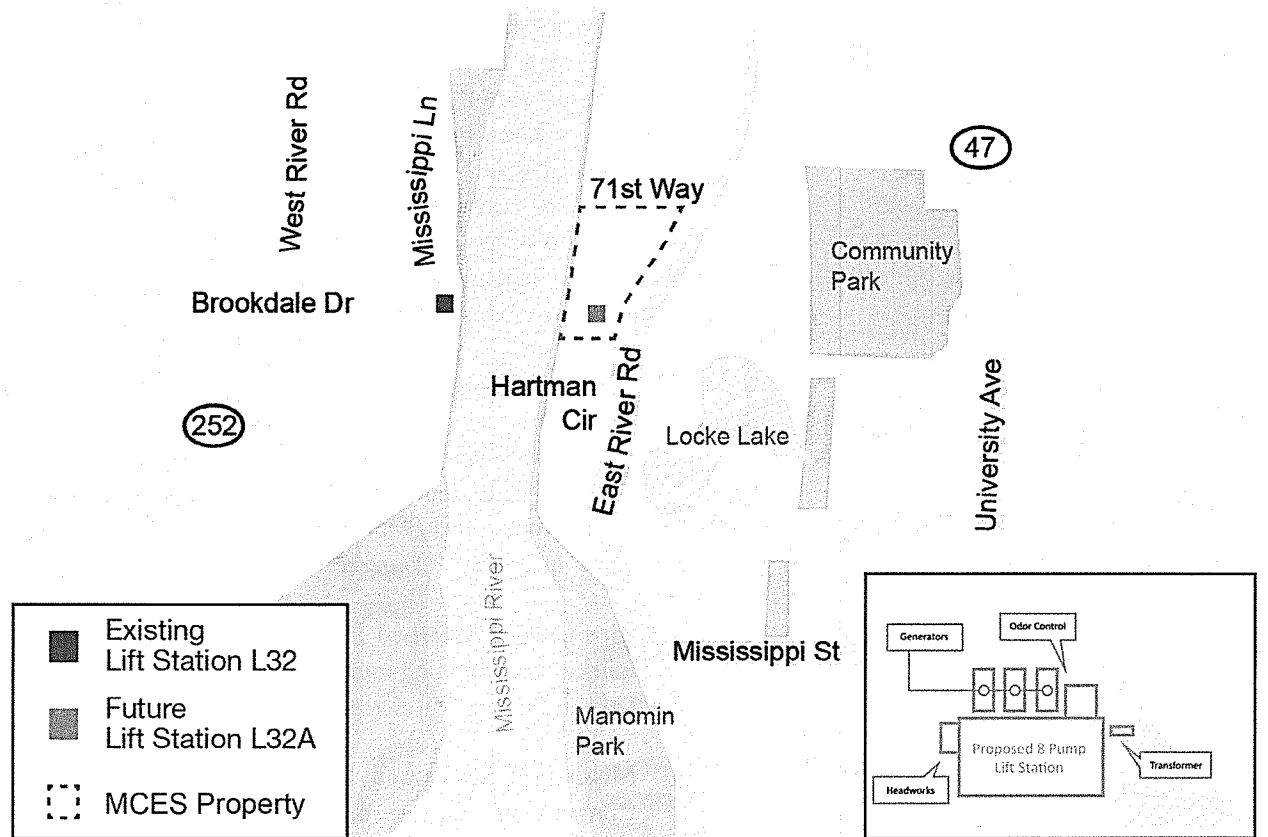 West River Rd
Mississippi Ln
47
71st Way
Community
Park
Brookdale Dr
Hartman
Cir
East River Rd
252
Locke Lake
University Ave
Mississippi River
Mississippi St
Manomin
Park
Existing
Lift Station L32
Future
Lift Station L32A
MCES Property
Generators
Odor Control
Proposed 8 Pump
Lift Station
Transformer
Headworks